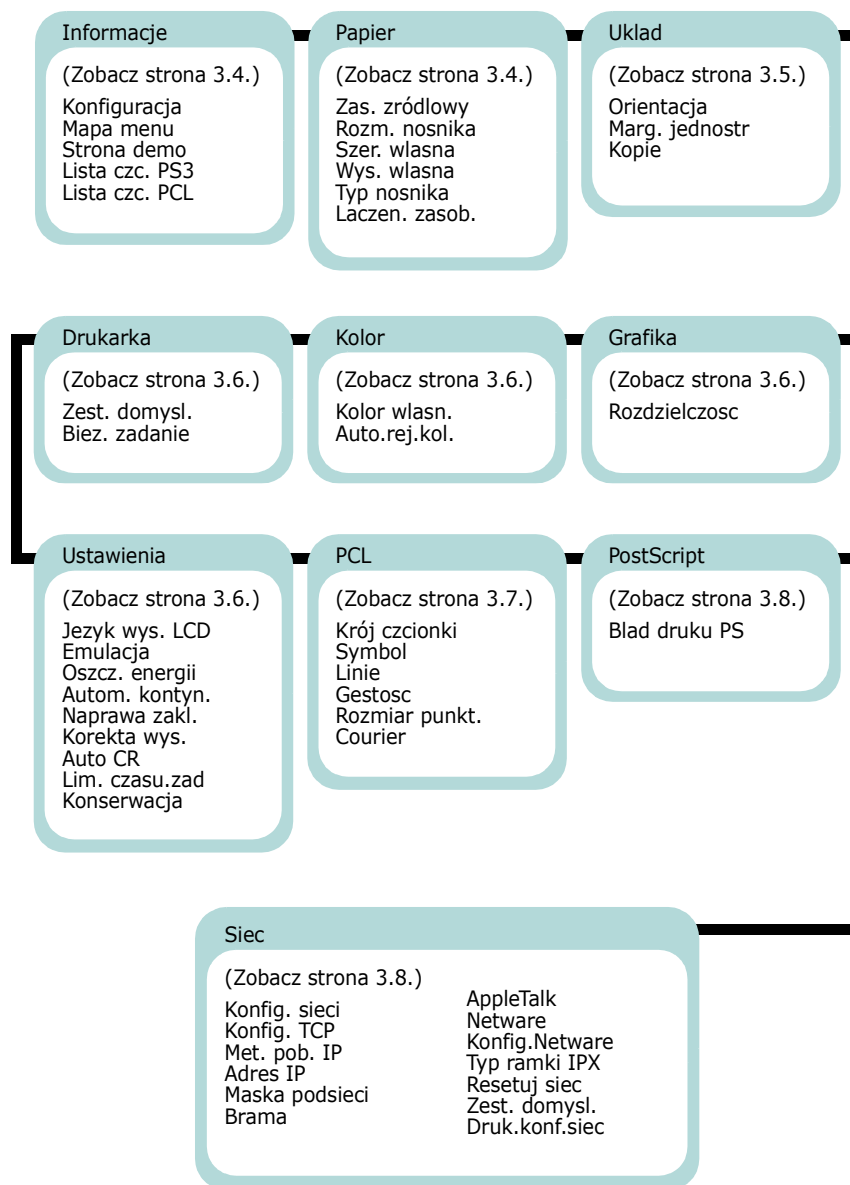 Informacje
(Zobacz strona 3.4.)
Konfiguracja
Mapa menu
Strona demo
Lista czc. PS3
Lista czc. PCL
Papier
(Zobacz strona 3.4.)
Zas. zródlowy
Rozm. nosnika
Szer. wlasna
Wys. wlasna
Typ nosnika
Laczen. zasob.
Uklad
(Zobacz strona 3.5.)
Orientacja
Marg. jednostr
Kopie
Drukarka
(Zobacz strona 3.6.)
Zest. domysl.
Biez. zadanie
Kolor
(Zobacz strona 3.6.)
Kolor wlasn.
Auto.rej.kol.
Grafika
(Zobacz strona 3.6.)
Rozdzielczosc
Ustawienia
(Zobacz strona 3.6.)
Jezyk wys. LCD
Emulacja
Oszcz. energii
Autom. kontyn.
Naprawa zakl.
Korekta wys.
Auto CR
Lim. czasu.zad
Konserwacja
PCL
(Zobacz strona 3.7.)
Krój czcionki
Symbol
Linie
Gestosc
Rozmiar punkt.
Courier
PostScript
(Zobacz strona 3.8.)
Blad druku PS
Siec
(Zobacz strona 3.8.)
Konfig. sieci
Konfig. TCP
Met. pob. IP
Adres IP
Maska podsieci
Brama
AppleTalk
Netware
Konfig.Netware
Typ ramki IPX
Resetuj siec
Zest. domysl.
Druk.konf.siec